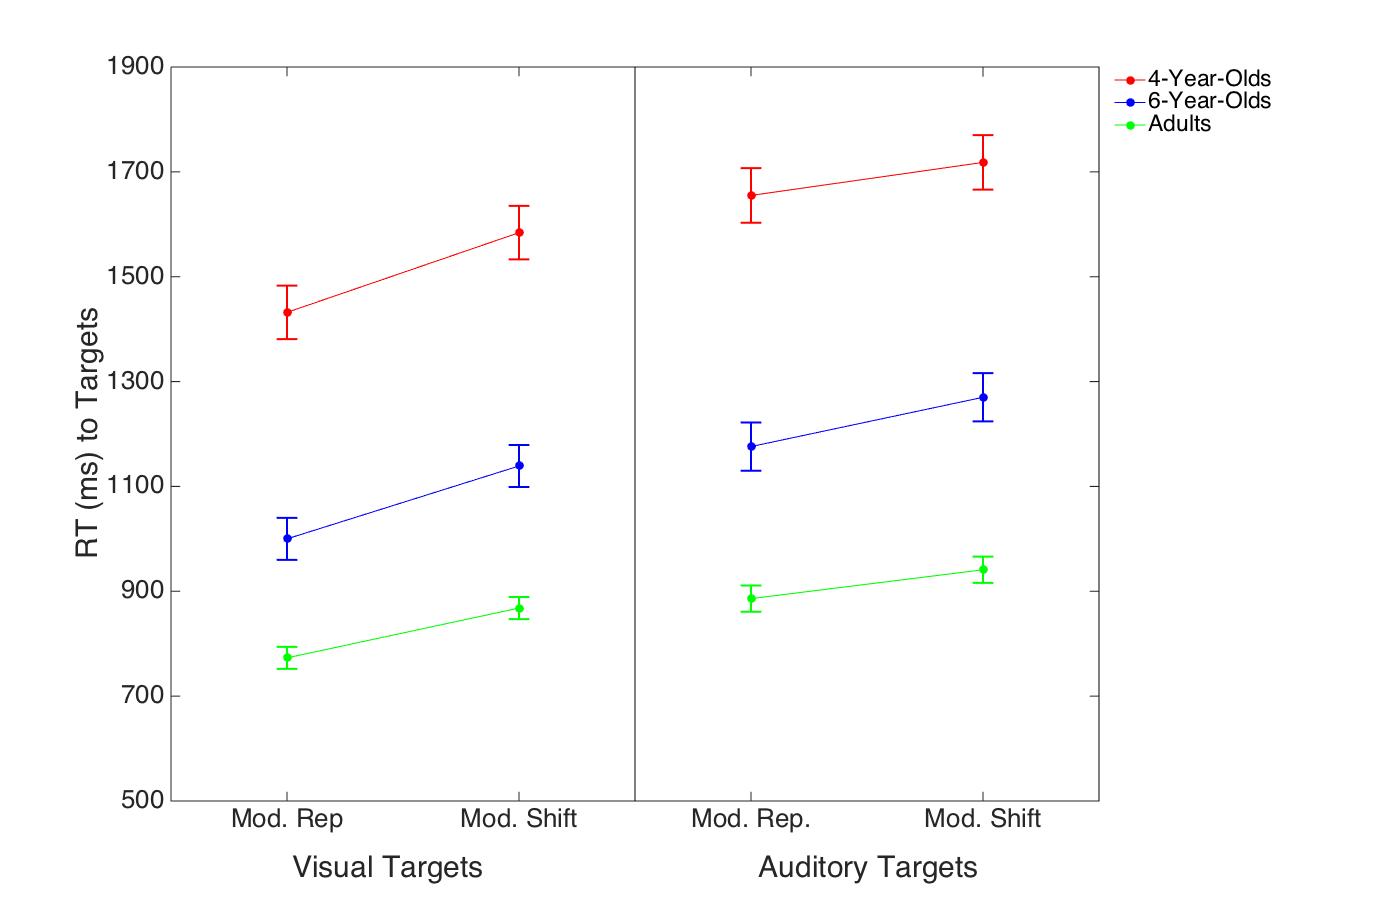 1900
1700
1500
1300
1100
900
700
500
RT (ms) to Targets
Mod. Rep
Mod. Shift
Mod. Rep.
Mod. Shift
Visual Targets
Auditory Targets
4-Year-Olds
6-Year-Olds
Adults